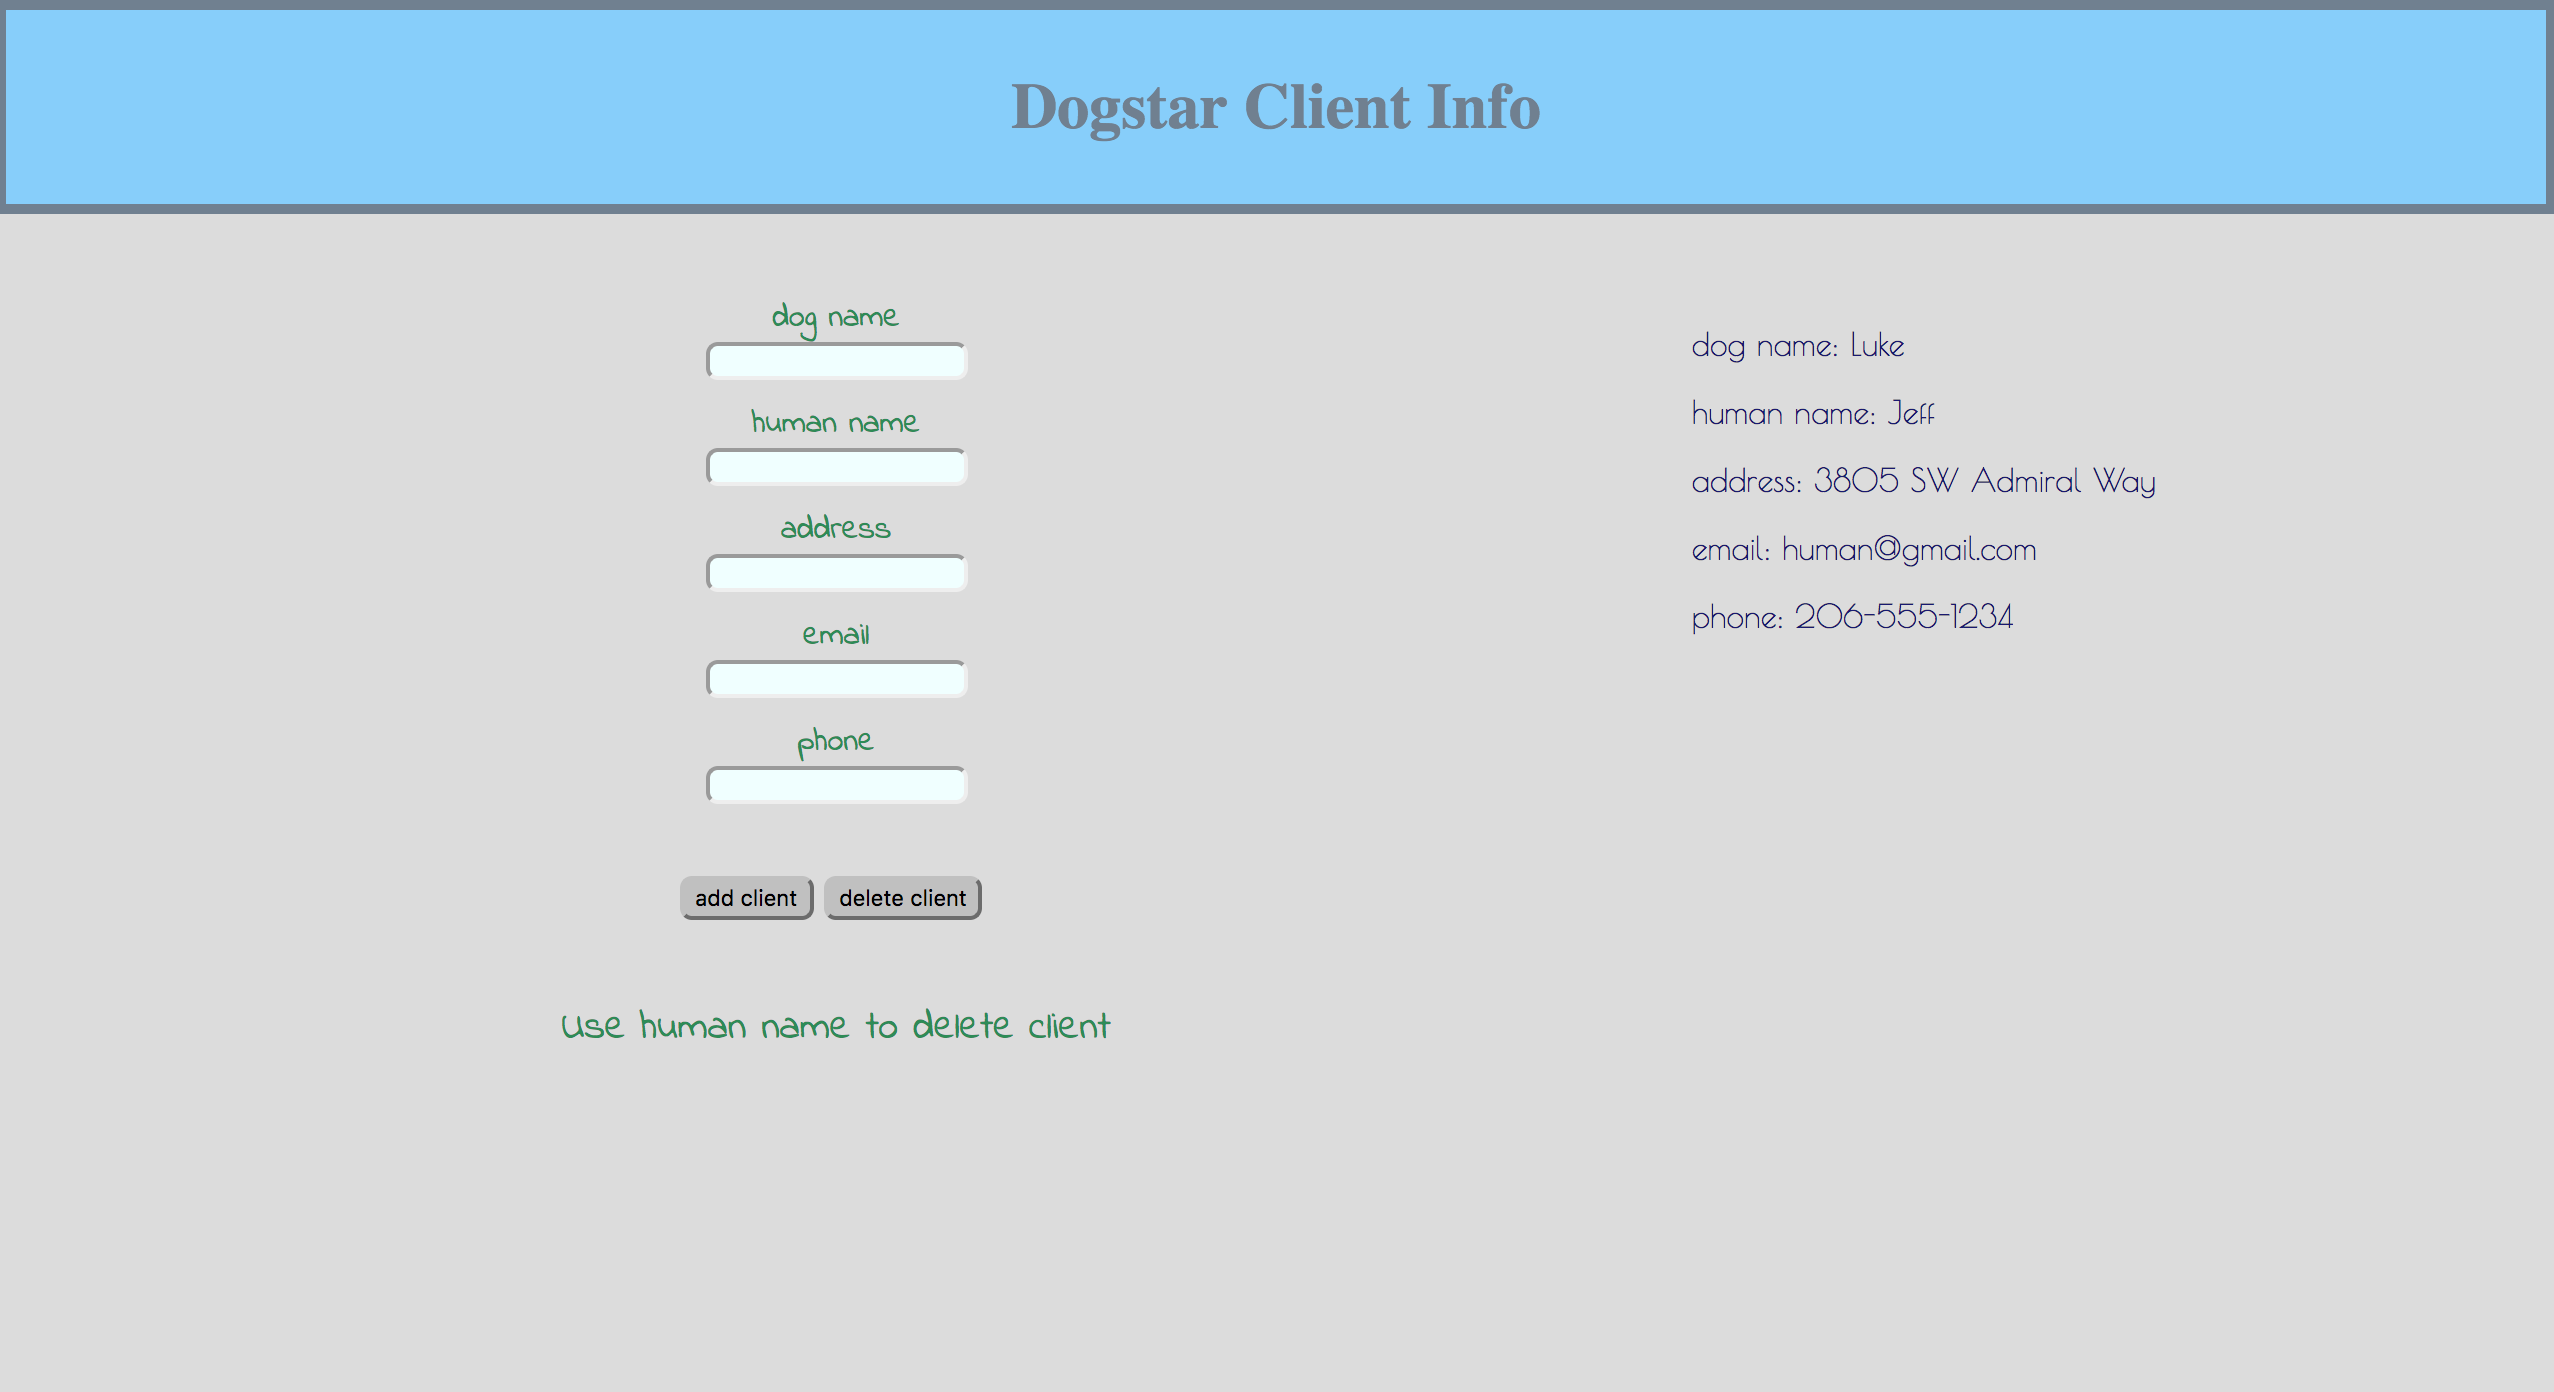 Dogstar Client Info
dog name
human name
address
email
phone
add client delete client
Use human name to delete client
dog name: Luke
human name: Jeff
address: 3805 SW Admiral Way
email: human@gmail.com
phone: 206-555-1234